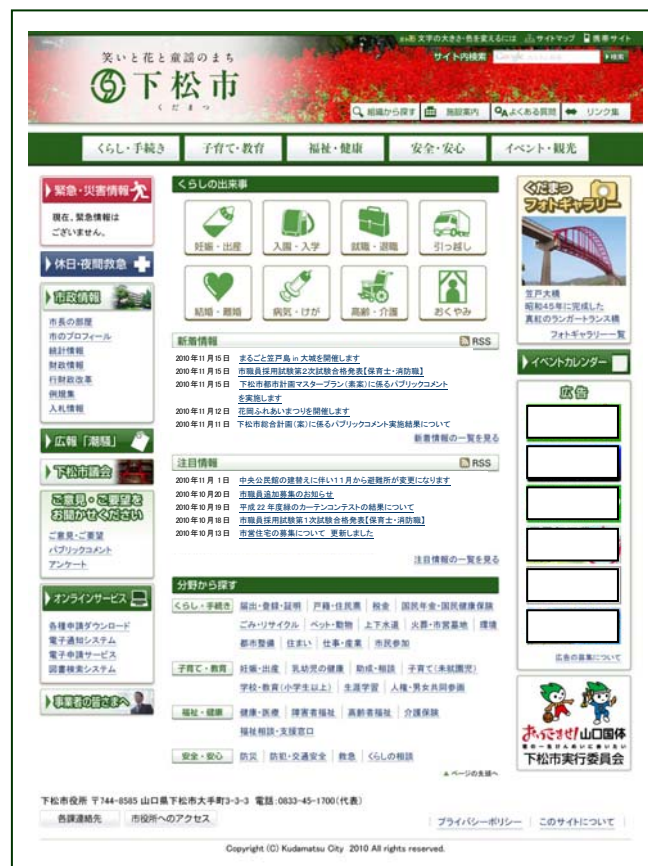 文字の大きさ・色を変えるには サイトマップ 携帯サイト
笑いと花と童謡のまち
サイト内検索 検索
下松市
くだまつ
組織から探す 施設案内 よくある質問 リンク集
くらし・手続き 子育て・教育 福祉・健康 安全・安心 イベント・観光
緊急・災害情報
現在、緊急情報は
ございません。
休日・夜間救急
市政情報
市長の部屋
市のプロフィール
統計情報
財政情報
行財政改革
例規集
入札情報
広報「潮騒」
下松市議会
ご意見・ご要望を
お聞かせください
ご意見・ご要望
パブリックコメント
アンケート
オンラインサービス
各種申請ダウンロード
電子通知システム
電子申請サービス
図書検索システム
事業者の皆さまへ
くらしの出来事
妊娠・出産 入園・入学 就職・退職 引っ越し
結婚・離婚 病気・けが 高齢・介護 おくやみ
新着情報 RSS
2010年11月15日 まるごと笠戸島 in 大城を開催します
2010年11月15日 市職員採用試験第2次試験合格発表【保育士・消防職】
2010年11月15日 下松市都市計画マスタープラン(素案)に係るパブリックコメント
を実施します
2010年11月12日 花岡ふれあいまつりを開催します
2010年11月11日 下松市総合計画(案)に係るパブリックコメント実施結果について
新着情報の一覧を見る
注目情報 RSS
2010年11月 1日 中央公民館の建替えに伴い11月から避難所が変更になります
2010年10月20日 市職員追加募集のお知らせ
2010年10月19日 平成22年度緑のカーテンコンテストの結果について
2010年10月18日 市職員採用試験第1次試験合格発表【保育士・消防職】
2010年10月13日 市営住宅の募集について 更新しました
注目情報の一覧を見る
分野から探す
くらし・手続き 届出・登録・証明 戸籍・住民票 税金 国民年金・国民健康保険
ごみ・リサイクル ペット・動物 上下水道 火葬・市営墓地 環境
都市整備 住まい 仕事・産業 市民参加
子育て・教育 妊娠・出産 乳幼児の健康 助成・相談 子育て(未就園児)
学校・教育(小学生以上) 生涯学習 人権・男女共同参画
福祉・健康 健康・医療 障害者福祉 高齢者福祉 介護保険
福祉相談・支援窓口
安全・安心 防災 防犯・交通安全 救急 くらしの相談
▲ページの先頭へ
くだまつ
フォトギャラリー
笠戸大橋
昭和45年に完成した
真紅のランガートランス橋
フォトギャラリー一覧
イベントカレンダー
広告
広告の募集について
おいでませ!山口国体
下松市実行委員会
下松市役所 〒744-8585 山口県下松市大手町3-3-3 電話:0833-45-1700(代表)
各課連絡先 市役所へのアクセス
プライバシーポリシー このサイトについて
Copyright (C) Kudamatsu City 2010 All rights reserved.